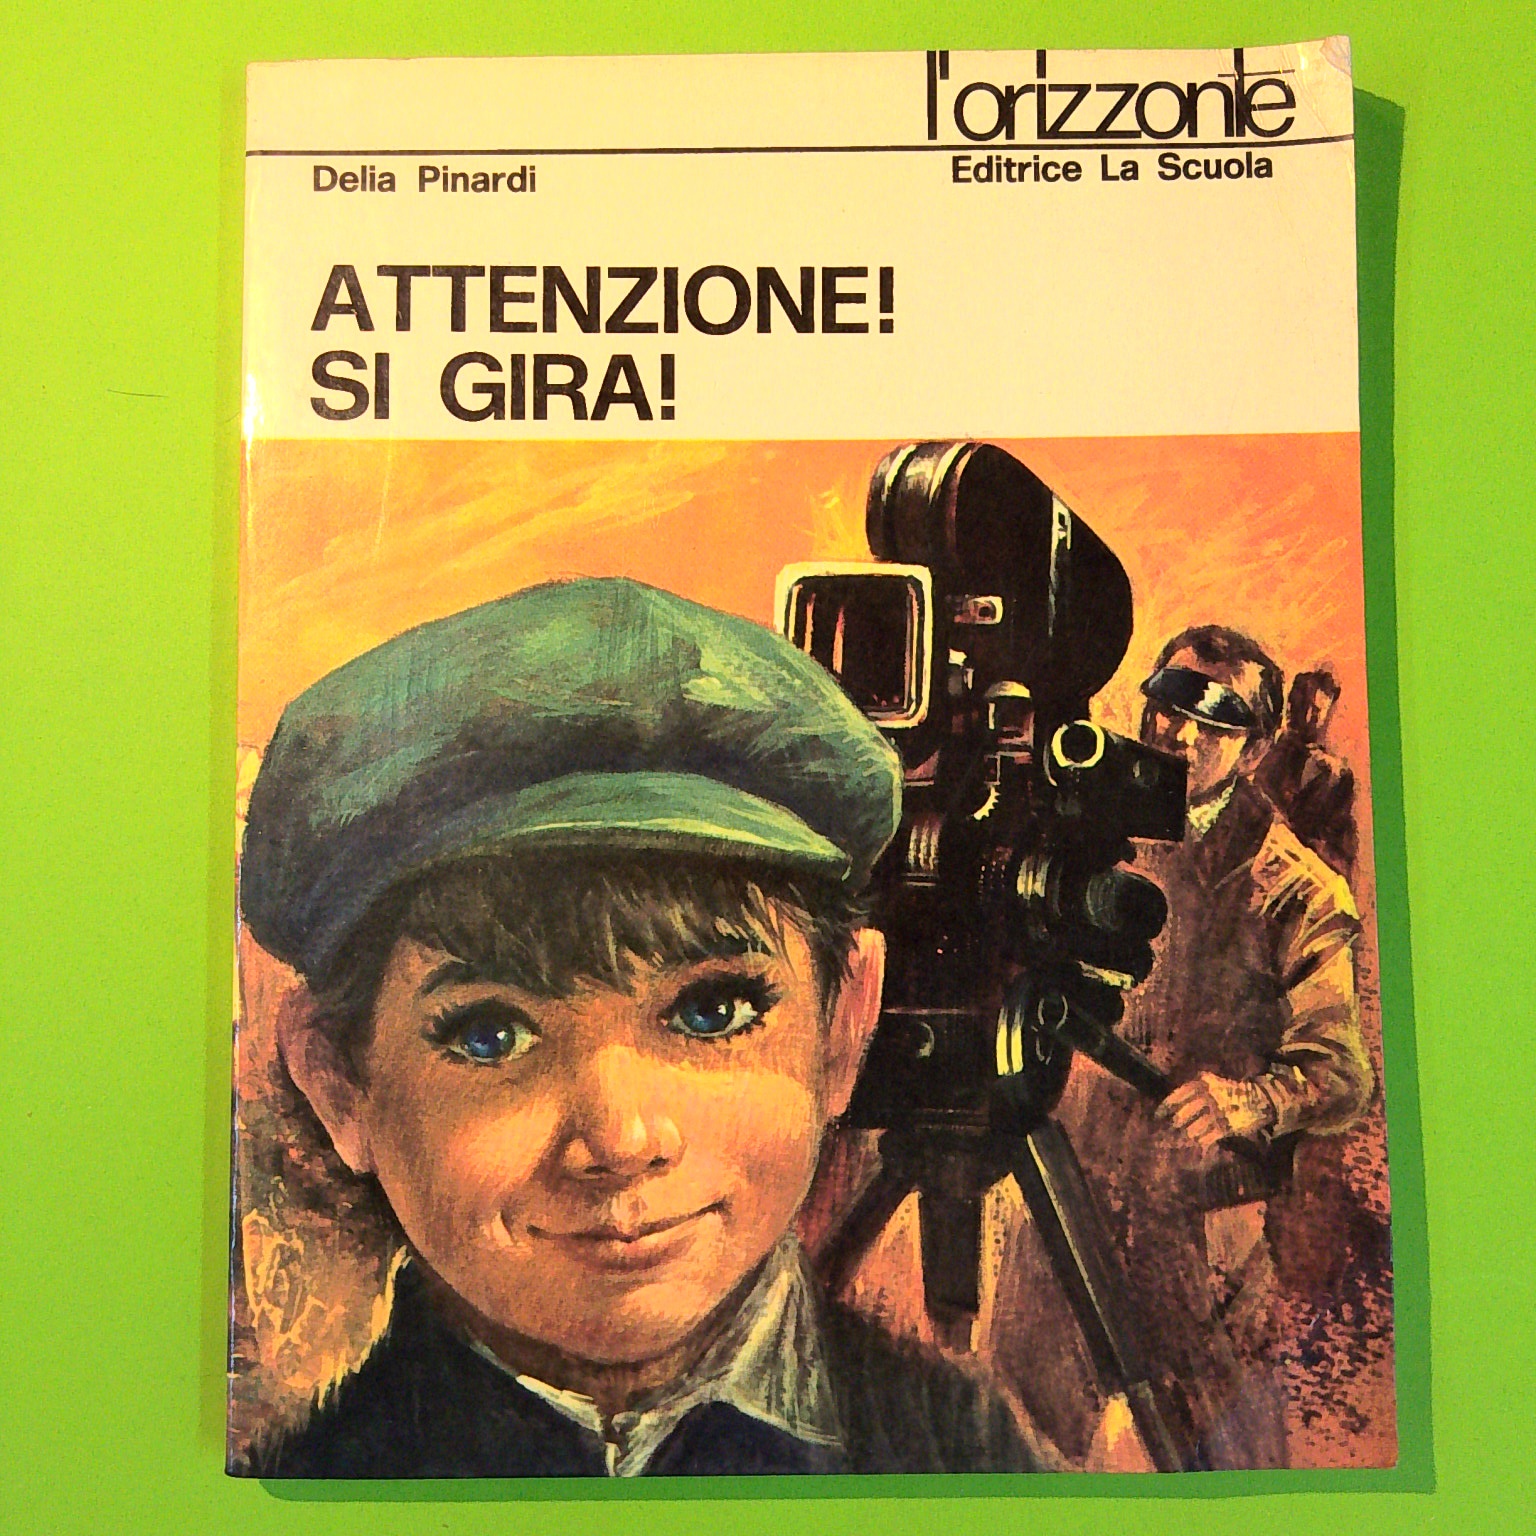 l'orizzonte
Delia Pinardi
Editrice La Scuola
ATTENZIONE!
SI GIRA!